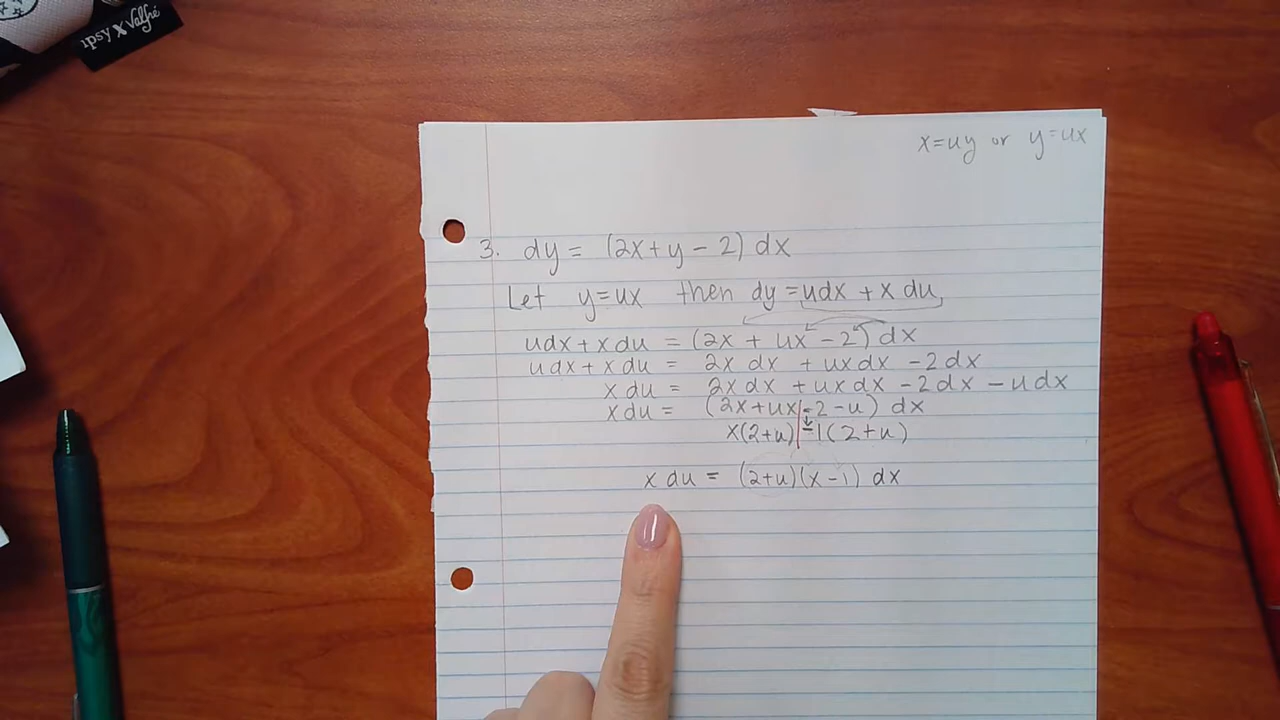 ipsy x Valfré
x=uy or y=ux
3. dy = (2x+y-2) dx
Let y=ux then dy = udx + x du
udx + x du = (2x + ux - 2) dx
udx + x du = 2x dx + ux dx - 2 dx
x du = 2x dx + ux dx - 2 dx - u dx
x du = (2x+ux-2-u) dx
x(2+u) -1(2+u)
x du = (2+u)(x-1) dx